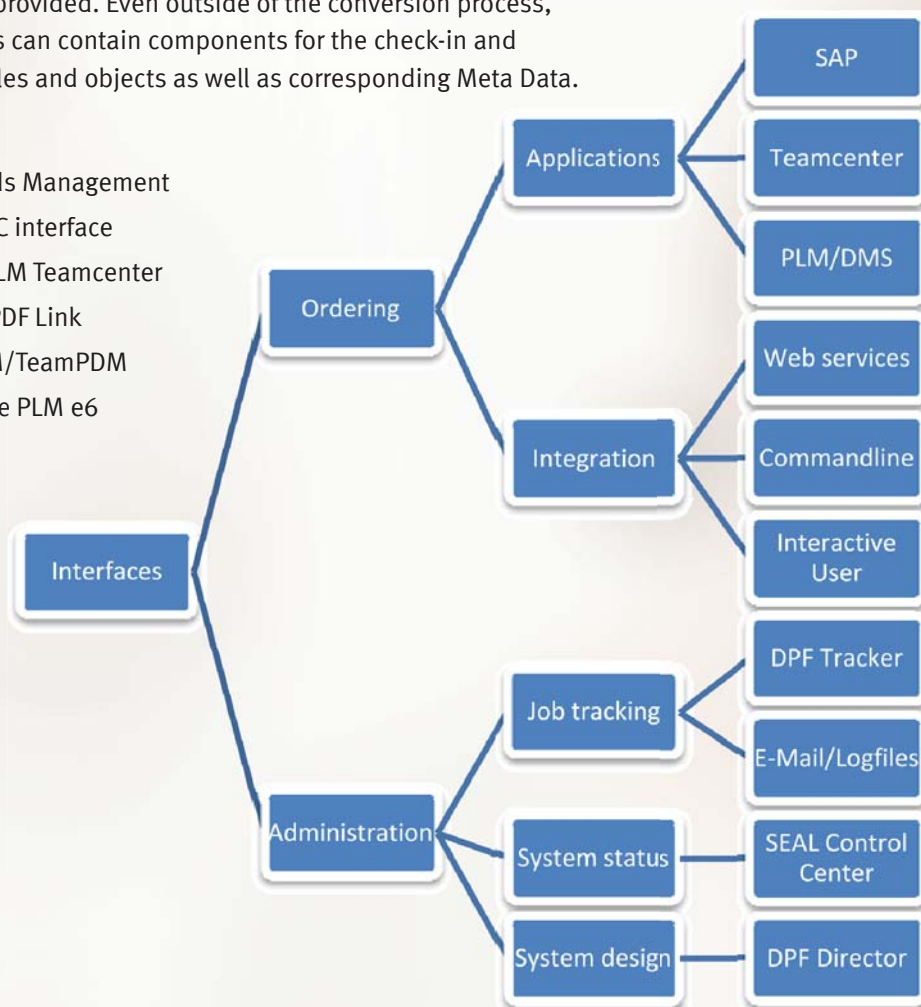 provided. Even outside of the conversion process,
s can contain components for the check-in and
les and objects as well as corresponding Meta Data.
ls Management
C interface
LM Teamcenter
PDF Link
M/TeamPDM
e PLM e6
Interfaces
Ordering
Applications
SAP
Teamcenter
PLM/DMS
Integration
Web services
Commandline
Interactive
User
Administration
Job tracking
DPF Tracker
E-Mail/Logfiles
System status
SEAL Control
Center
System design
DPF Director